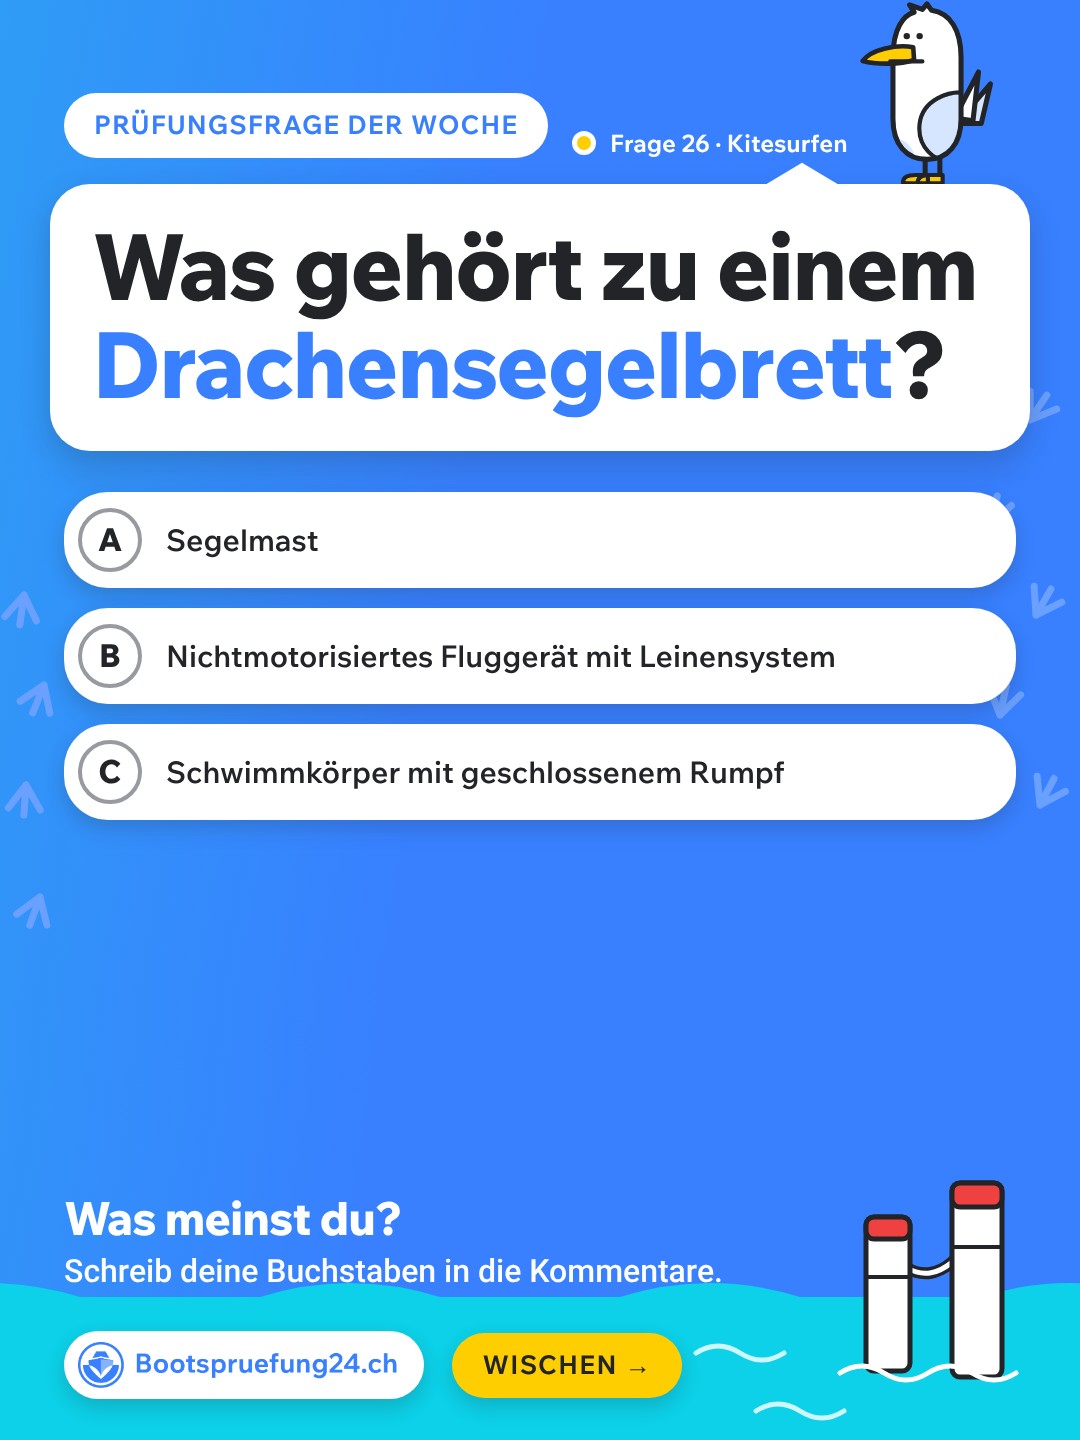 PRÜFUNGSFRAGE DER WOCHE
Frage 26 · Kitesurfen
Was gehört zu einem
Drachensegelbrett?
A Segelmast
B Nichtmotorisiertes Fluggerät mit Leinensystem
C Schwimmkörper mit geschlossenem Rumpf
Was meinst du?
Schreib deine Buchstaben in die Kommentare.
Bootspruefung24.ch
WISCHEN →